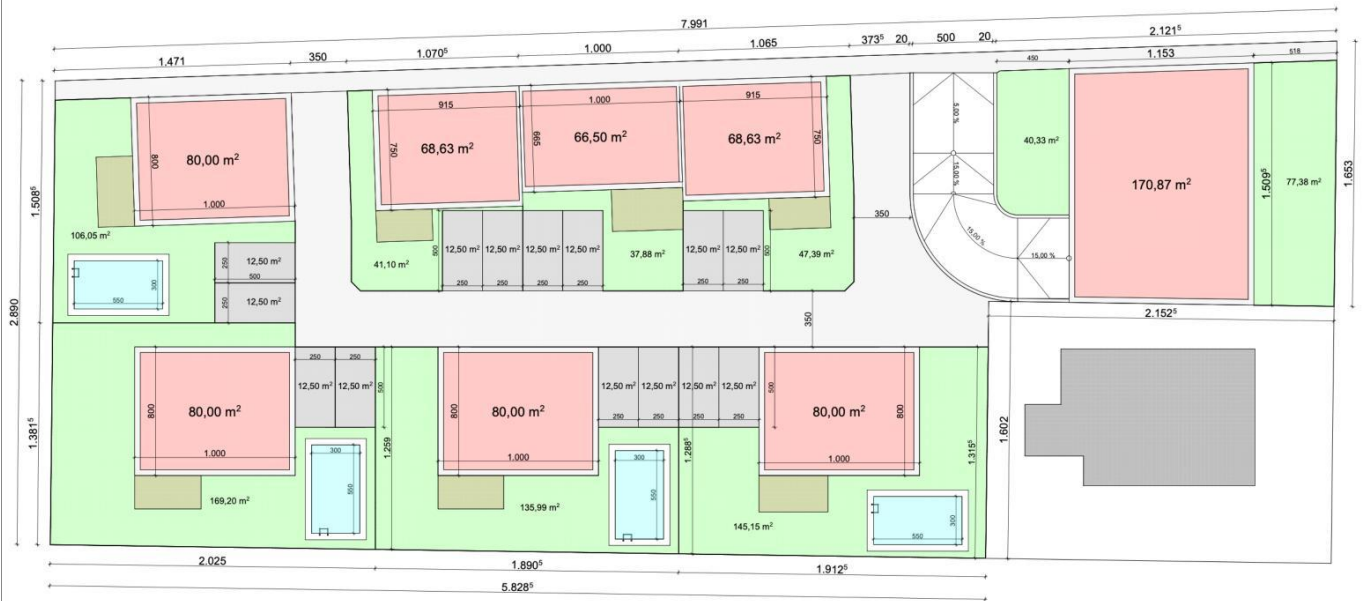 7.991
1.471
350
1.070⁵
1.000
1.065
373⁵
20
500
20
2.121⁵
450
1.153
518
915
1.000
915
800
80,00 m²
1.000
750
68,63 m²
665
66,50 m²
68,63 m²
750
5,00 %
15,00 %
15,00 %
15,00 %
40,33 m²
170,87 m²
1.509⁵
77,38 m²
1.653
1.508⁵
2.890
1.381⁵
106,05 m²
550
300
250
12,50 m²
500
250
12,50 m²
41,10 m²
500
12,50 m²
12,50 m²
12,50 m²
12,50 m²
250
250
250
250
37,88 m²
12,50 m²
12,50 m²
250
250
500
47,39 m²
350
350
2.152⁵
800
80,00 m²
1.000
250
250
12,50 m²
12,50 m²
500
1.259
300
550
169,20 m²
800
80,00 m²
1.000
12,50 m²
12,50 m²
12,50 m²
12,50 m²
250
250
250
250
1.288⁵
300
550
135,99 m²
500
80,00 m²
800
1.000
1.315⁵
1.602
145,15 m²
300
550
2.025
1.890⁵
1.912⁵
5.828⁵